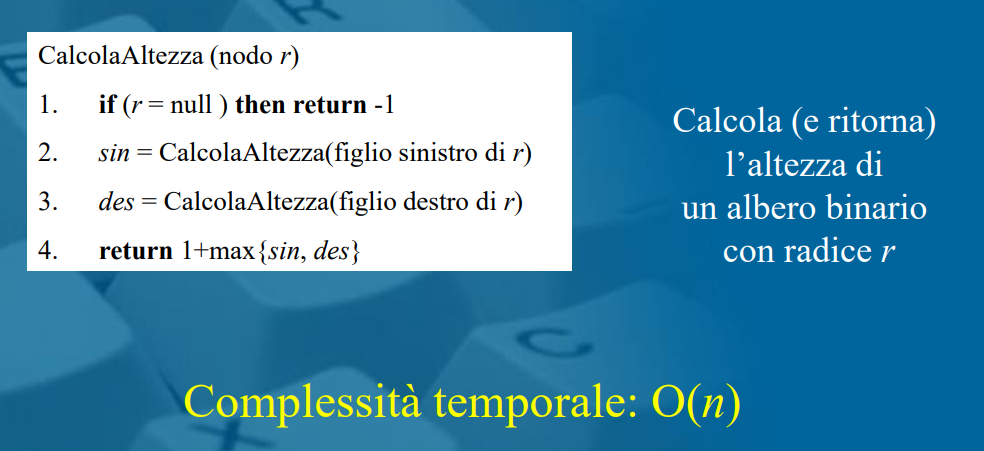 CalcolaAltezza (nodo r)
1. if (r = null ) then return -1
2. sin = CalcolaAltezza(figlio sinistro di r)
3. des = CalcolaAltezza(figlio destro di r)
4. return 1+max{sin, des}
Calcola (e ritorna)
l’altezza di
un albero binario
con radice r
Complessità temporale: O(n)